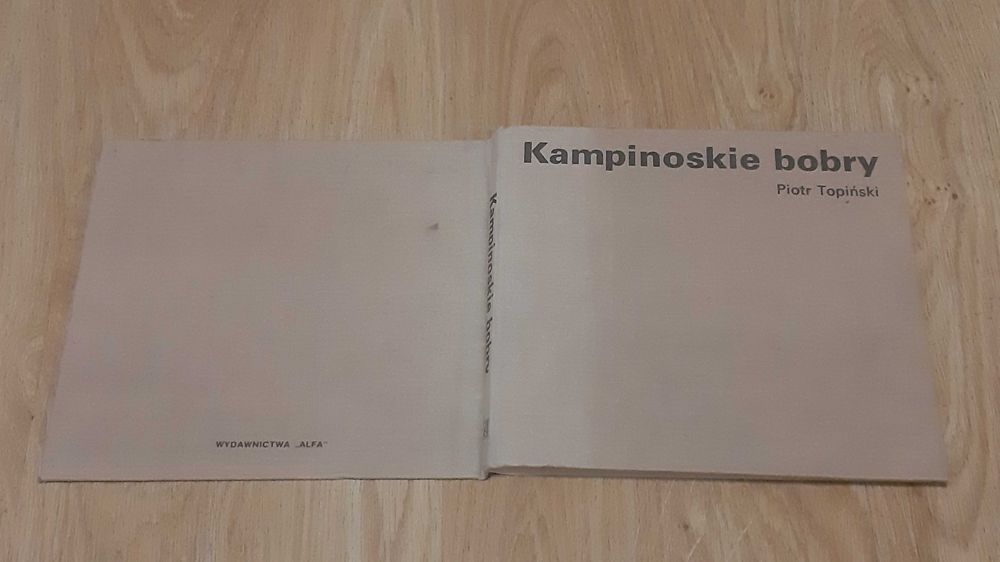 Kampinoskie bobry
Piotr Topiński
Kampinoskie bobry
WYDAWNICTWA „ALFA”